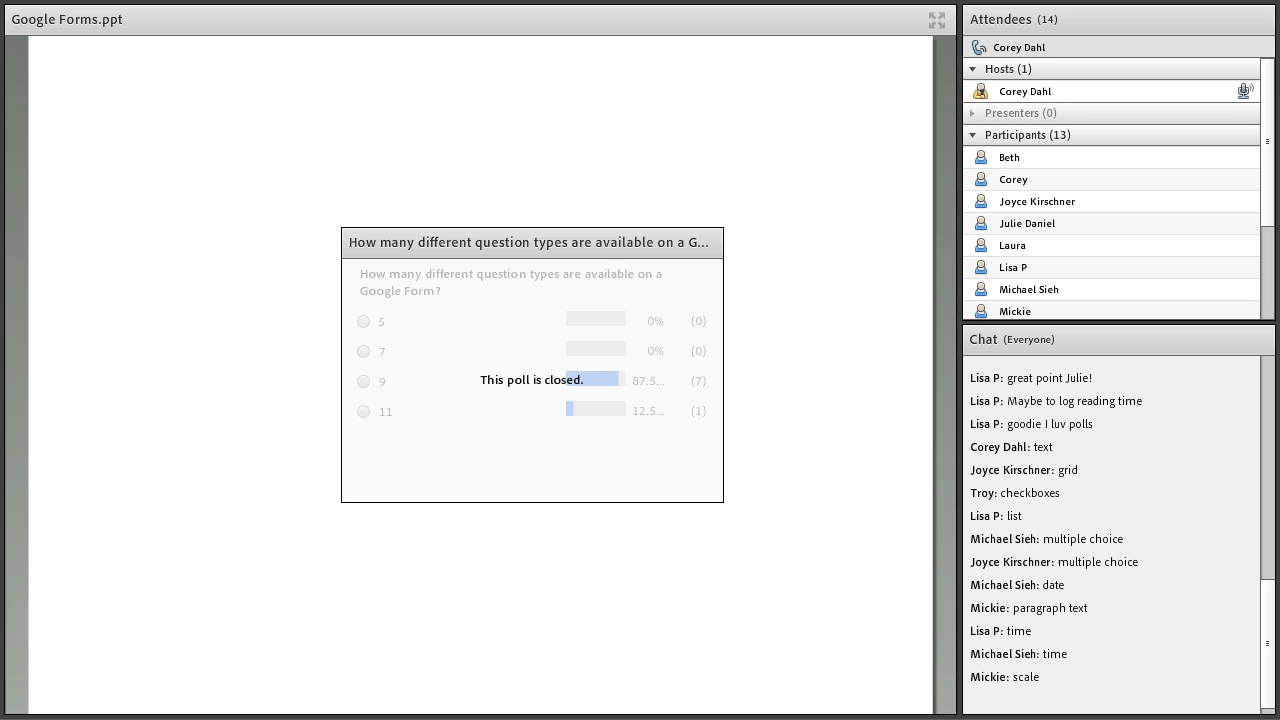 Google Forms.ppt
How many different question types are available on a G...
How many different question types are available on a
Google Form?
5 0% (0)
7 0% (0)
9 87.5... (7)
This poll is closed.
11 12.5... (1)
Attendees (14)
Corey Dahl
Hosts (1)
Corey Dahl
Presenters (0)
Participants (13)
Beth
Corey
Joyce Kirschner
Julie Daniel
Laura
Lisa P
Michael Sieh
Mickie
Chat (Everyone)
Lisa P: great point Julie!
Lisa P: Maybe to log reading time
Lisa P: goodie I luv polls
Corey Dahl: text
Joyce Kirschner: grid
Troy: checkboxes
Lisa P: list
Michael Sieh: multiple choice
Joyce Kirschner: multiple choice
Michael Sieh: date
Mickie: paragraph text
Lisa P: time
Michael Sieh: time
Mickie: scale